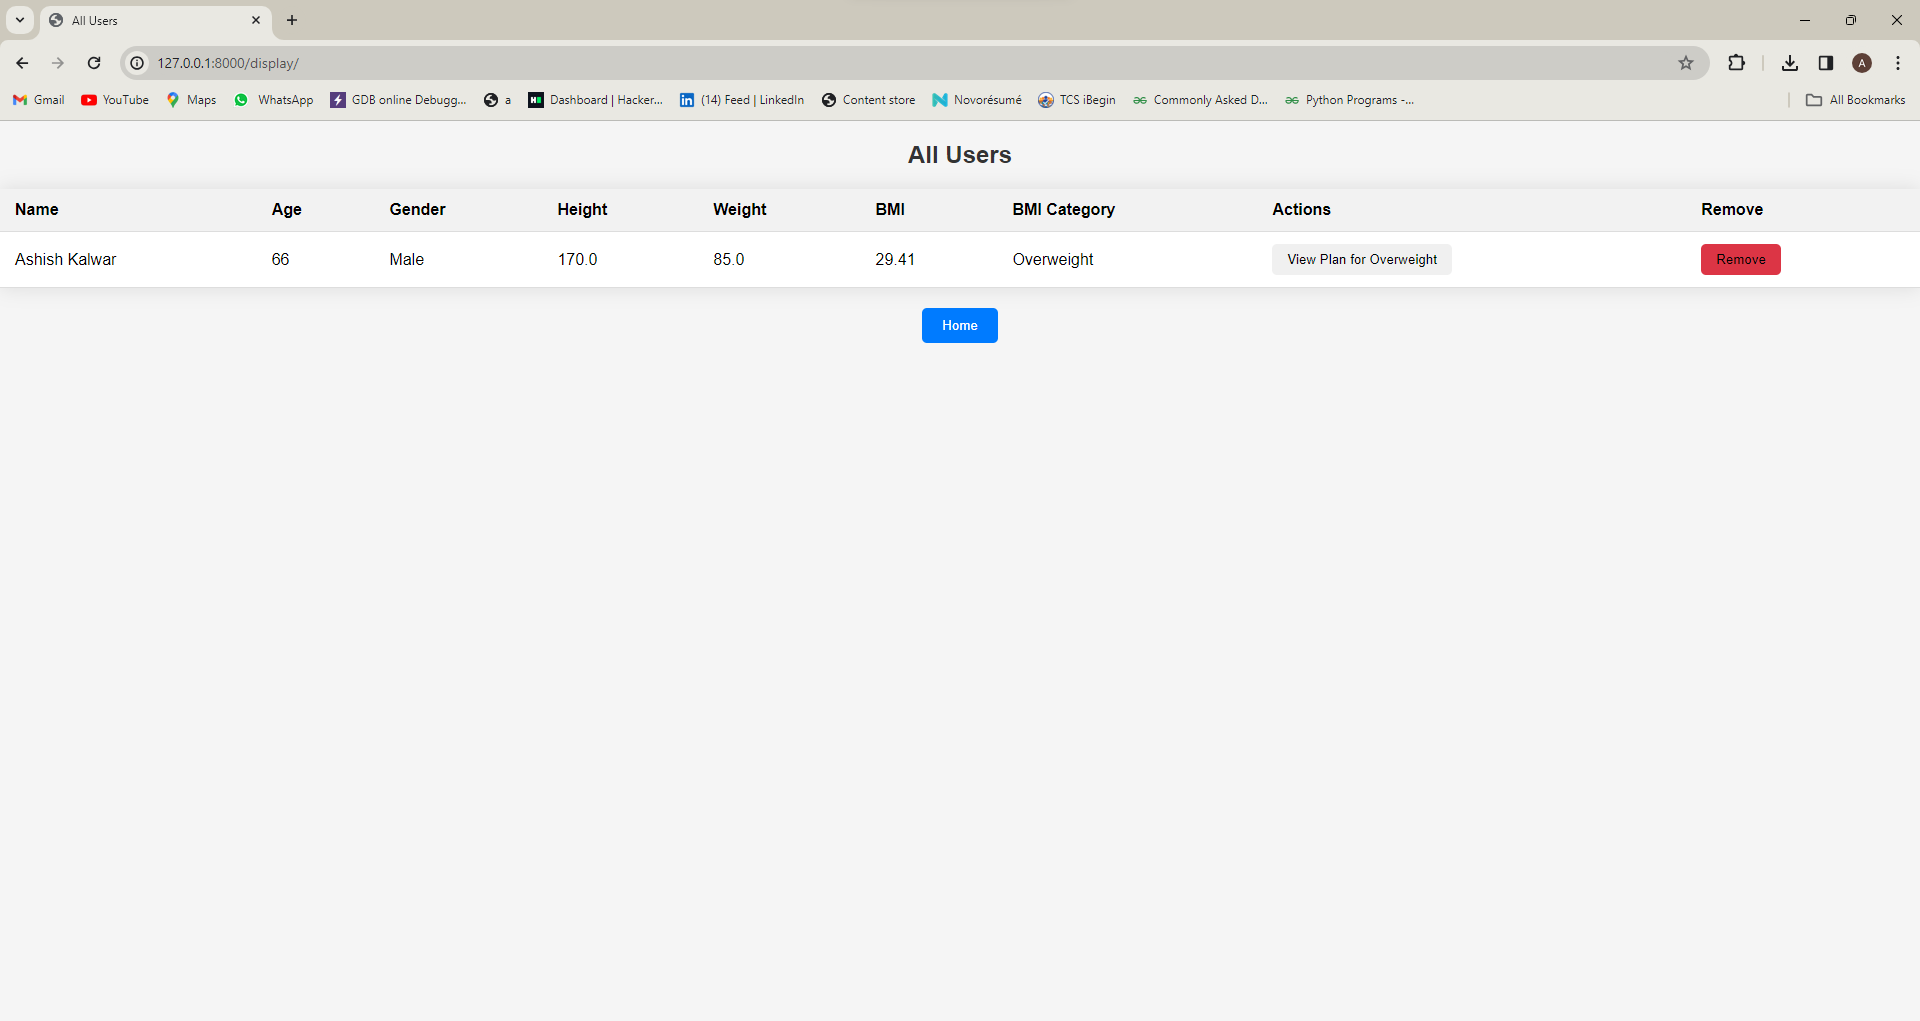 All Users
127.0.0.1:8000/display/
Gmail YouTube Maps WhatsApp GDB online Debugg... a Dashboard | Hacker... (14) Feed | LinkedIn Content store Novorésumé TCS iBegin Commonly Asked D... Python Programs -... All Bookmarks
All Users
Name Age Gender Height Weight BMI BMI Category Actions Remove
Ashish Kalwar 66 Male 170.0 85.0 29.41 Overweight View Plan for Overweight Remove
Home